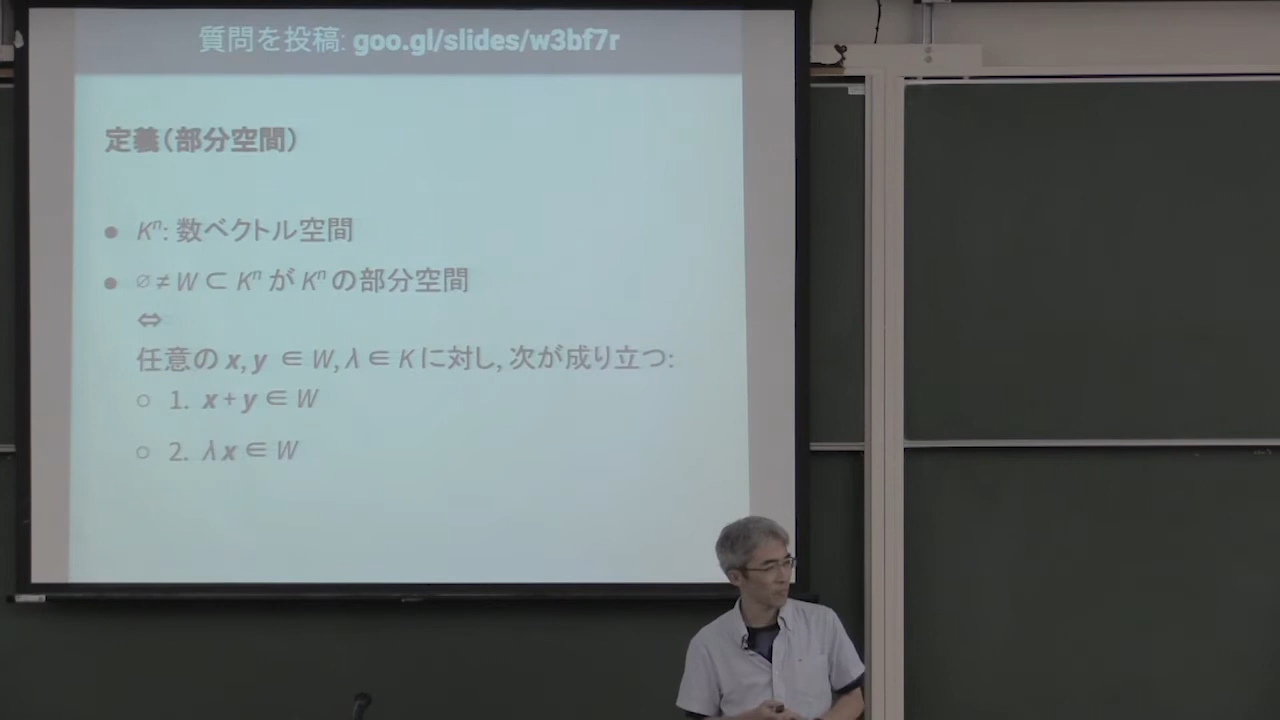 質問を投稿: goo.gl/slides/w3bf7r
定義(部分空間)
● Kⁿ: 数ベクトル空間
● ∅ ≠ W ⊂ Kⁿ が Kⁿ の部分空間
⇔
任意の x, y ∈ W, λ ∈ K に対し, 次が成り立つ:
○ 1. x + y ∈ W
○ 2. λx ∈ W